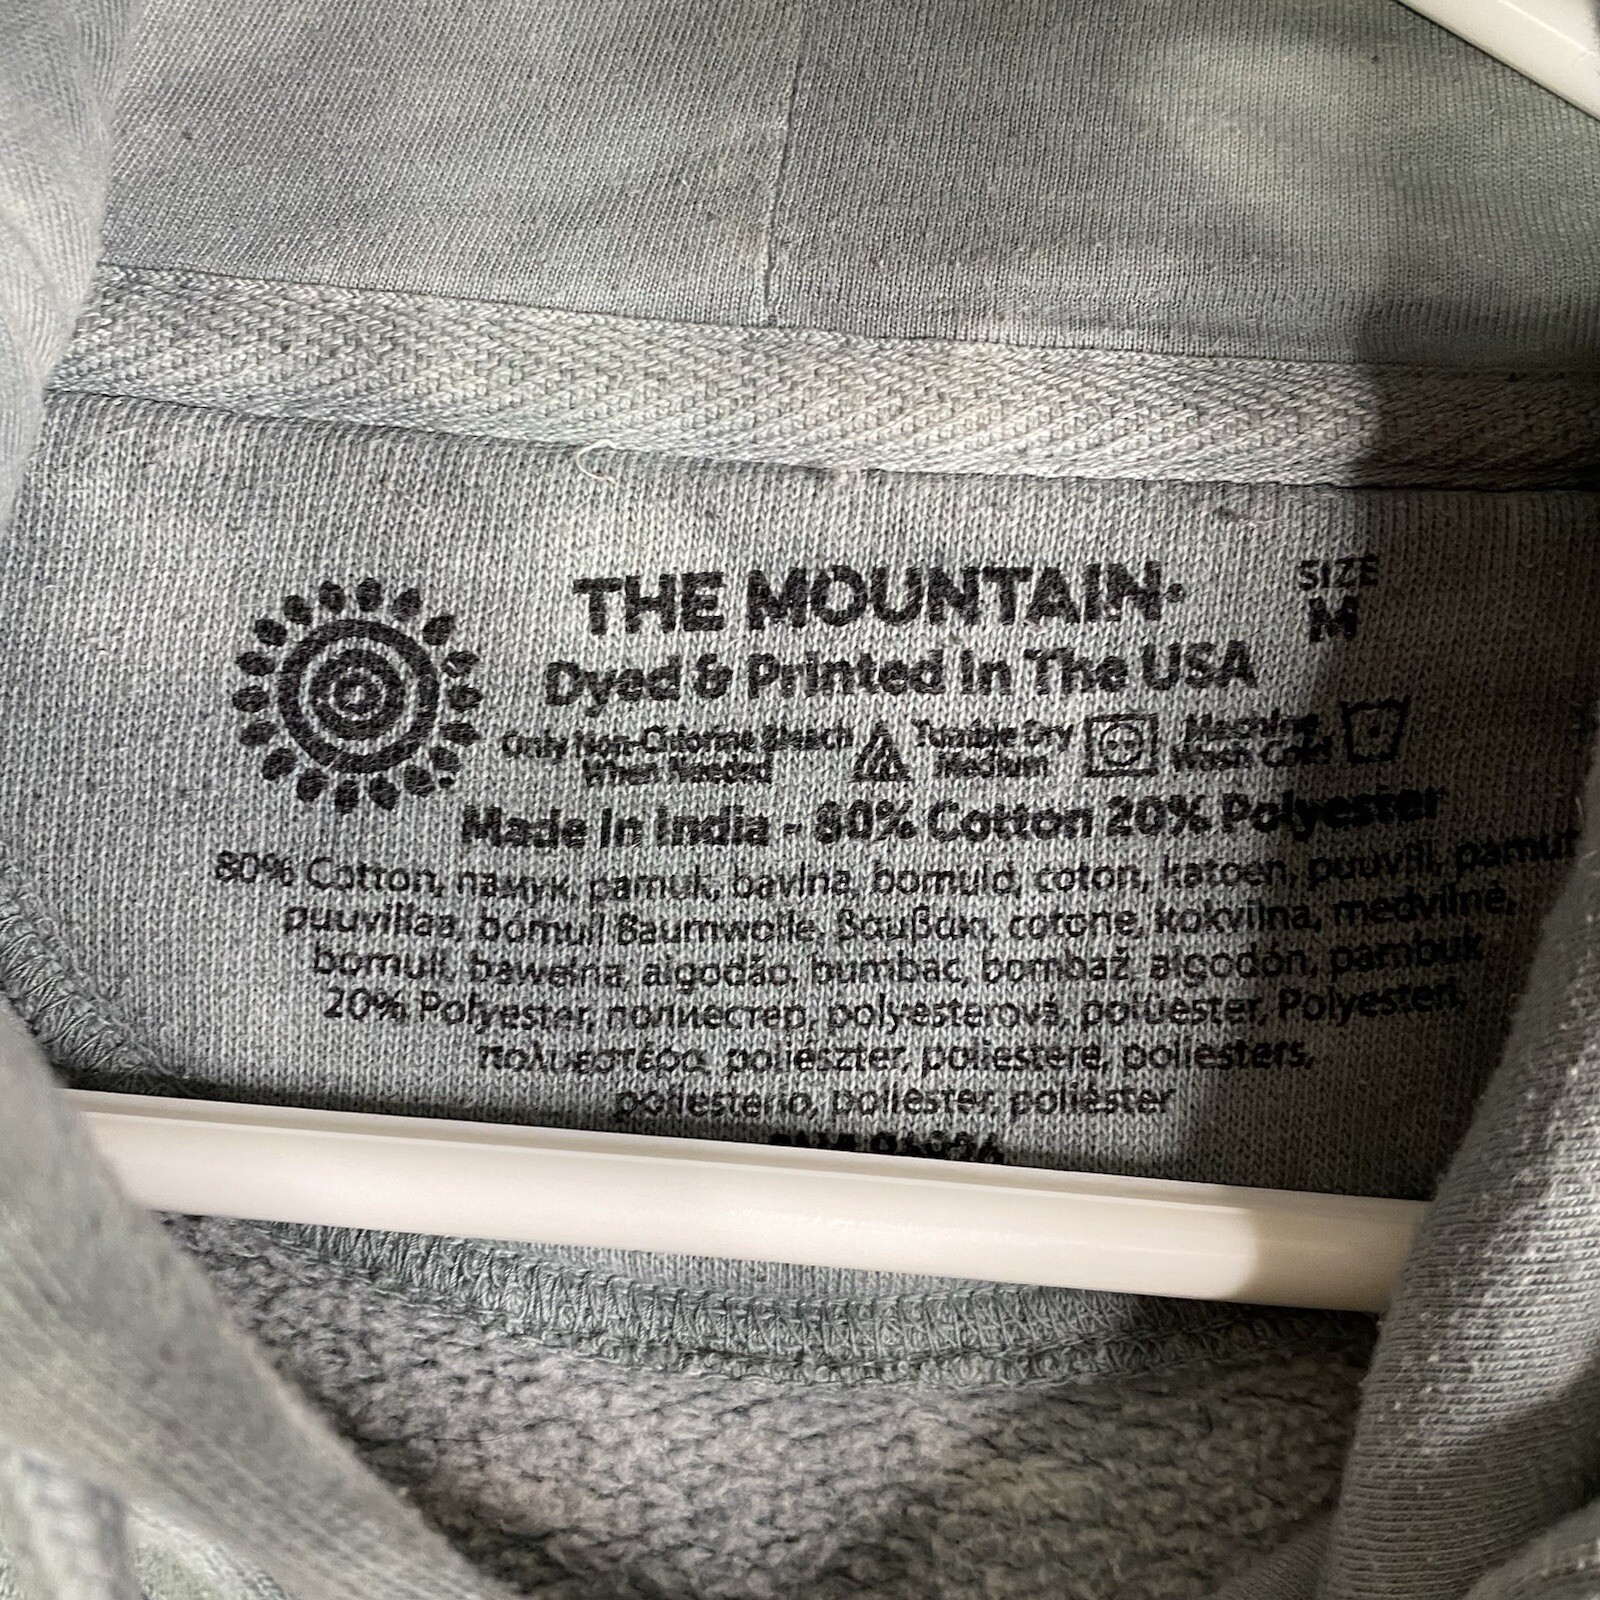 THE MOUNTAIN.
SIZE
M
Dyed & Printed In The USA
Only Non-Chlorine Bleach
When Needed
Tumble Dry
Medium
Machine
Wash Cold
Made In India - 80% Cotton 20% Polyester
80% Cotton, памук, pamuk, bavlna, bomuld, coton, katoen, puuvill, pamut
puuvillaa, bómull Baumwolle, βαμβάκι, cotone, kokvilna, medvilnė,
bomull, bawełna, algodão, bumbac, bombaž, algodón, pambuk
20% Polyester, полиестер, polyesterová, polüester, Polyesteri,
πολυεστέρα, poliészter, poliestere, poliesters,
poliesterio, poliester, poliéster